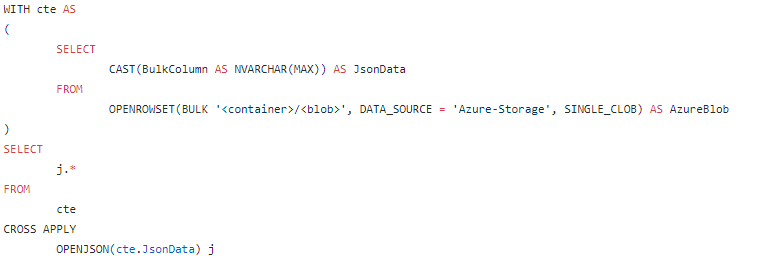 WITH cte AS
(
SELECT
CAST(BulkColumn AS NVARCHAR(MAX)) AS JsonData
FROM
OPENROWSET(BULK '<container>/<blob>', DATA_SOURCE = 'Azure-Storage', SINGLE_CLOB) AS AzureBlob
)
SELECT
j.*
FROM
cte
CROSS APPLY
OPENJSON(cte.JsonData) j